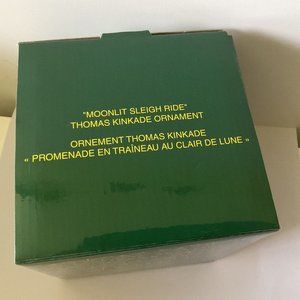 "MOONLIT SLEIGH RIDE"
THOMAS KINKADE ORNAMENT
ORNEMENT THOMAS KINKADE
« PROMENADE EN TRAÎNEAU AU CLAIR DE LUNE »